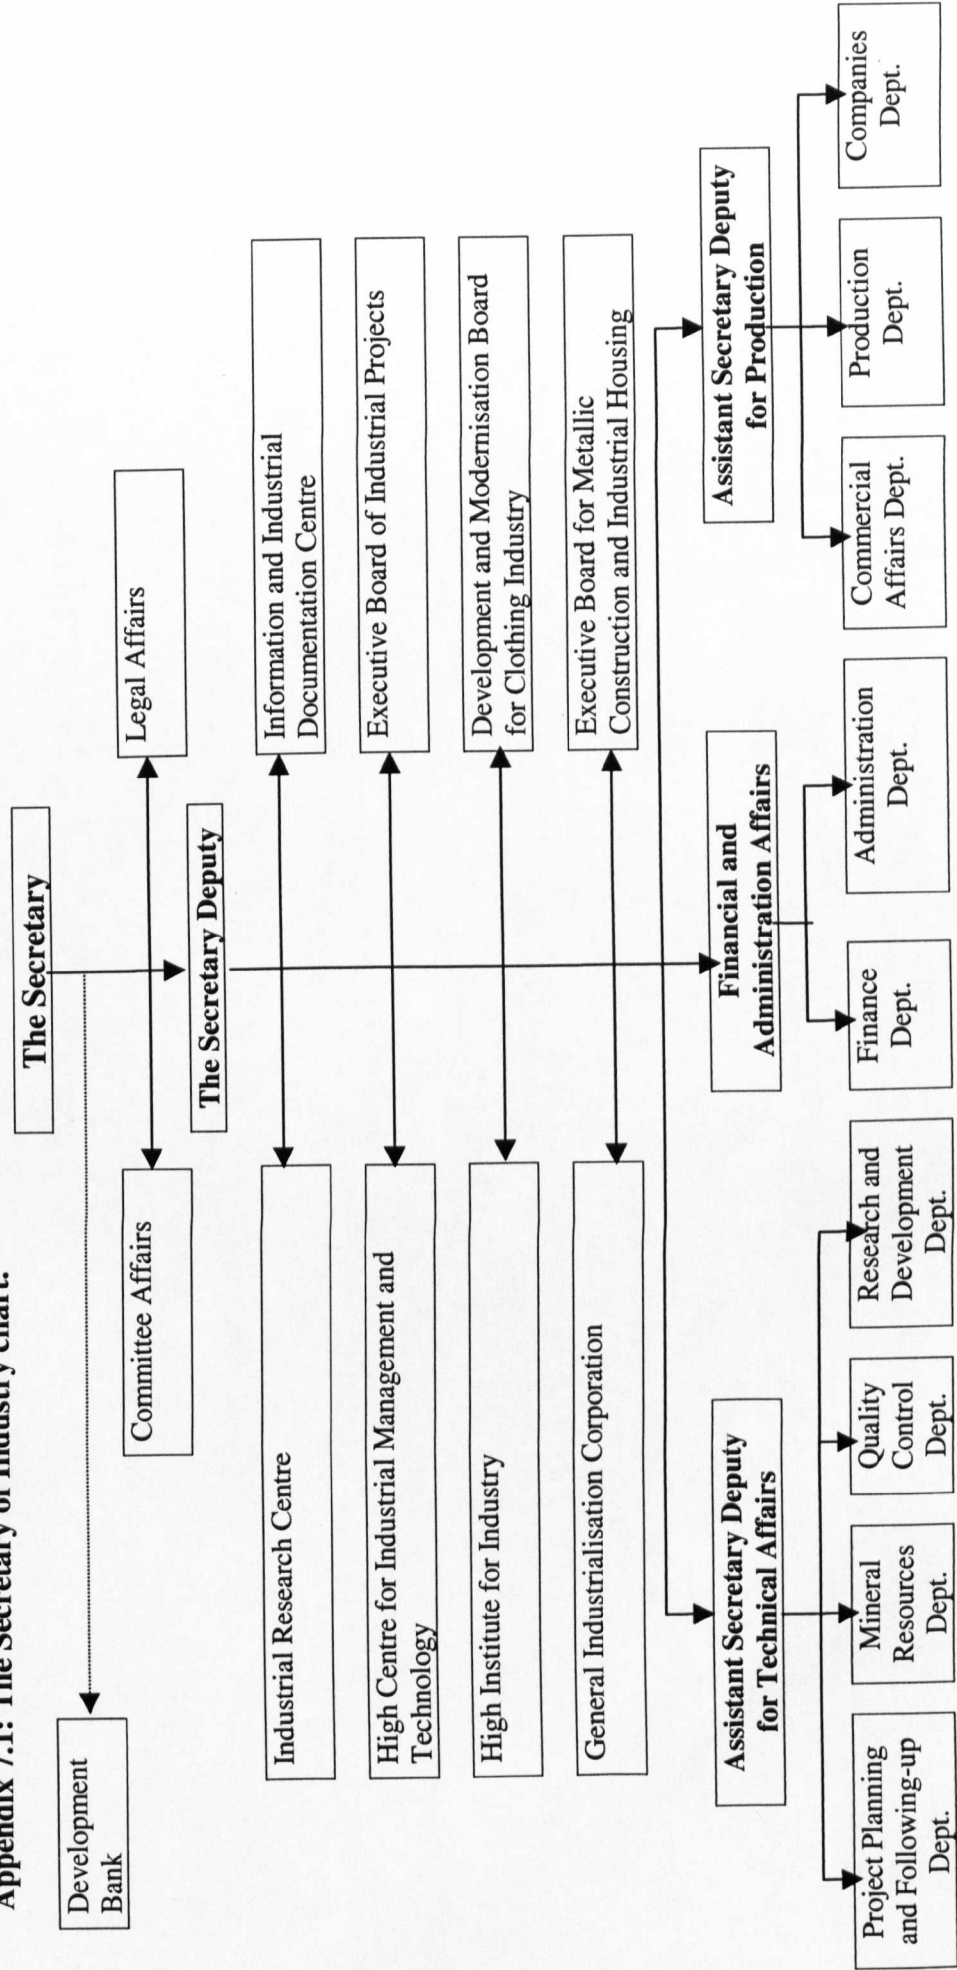 Appendix 7.1: The Secretary of Industry chart.
The Secretary
Development
Bank
Committee Affairs
Legal Affairs
The Secretary Deputy
Industrial Research Centre
Information and Industrial
Documentation Centre
High Centre for Industrial Management and
Technology
Executive Board of Industrial Projects
High Institute for Industry
Development and Modernisation Board
for Clothing Industry
General Industrialisation Corporation
Executive Board for Metallic
Construction and Industrial Housing
Assistant Secretary Deputy
for Technical Affairs
Financial and
Administration Affairs
Assistant Secretary Deputy
for Production
Project Planning
and Following-up
Dept.
Mineral
Resources
Dept.
Quality
Control
Dept.
Research and
Development
Dept.
Finance
Dept.
Administration
Dept.
Commercial
Affairs Dept.
Production
Dept.
Companies
Dept.